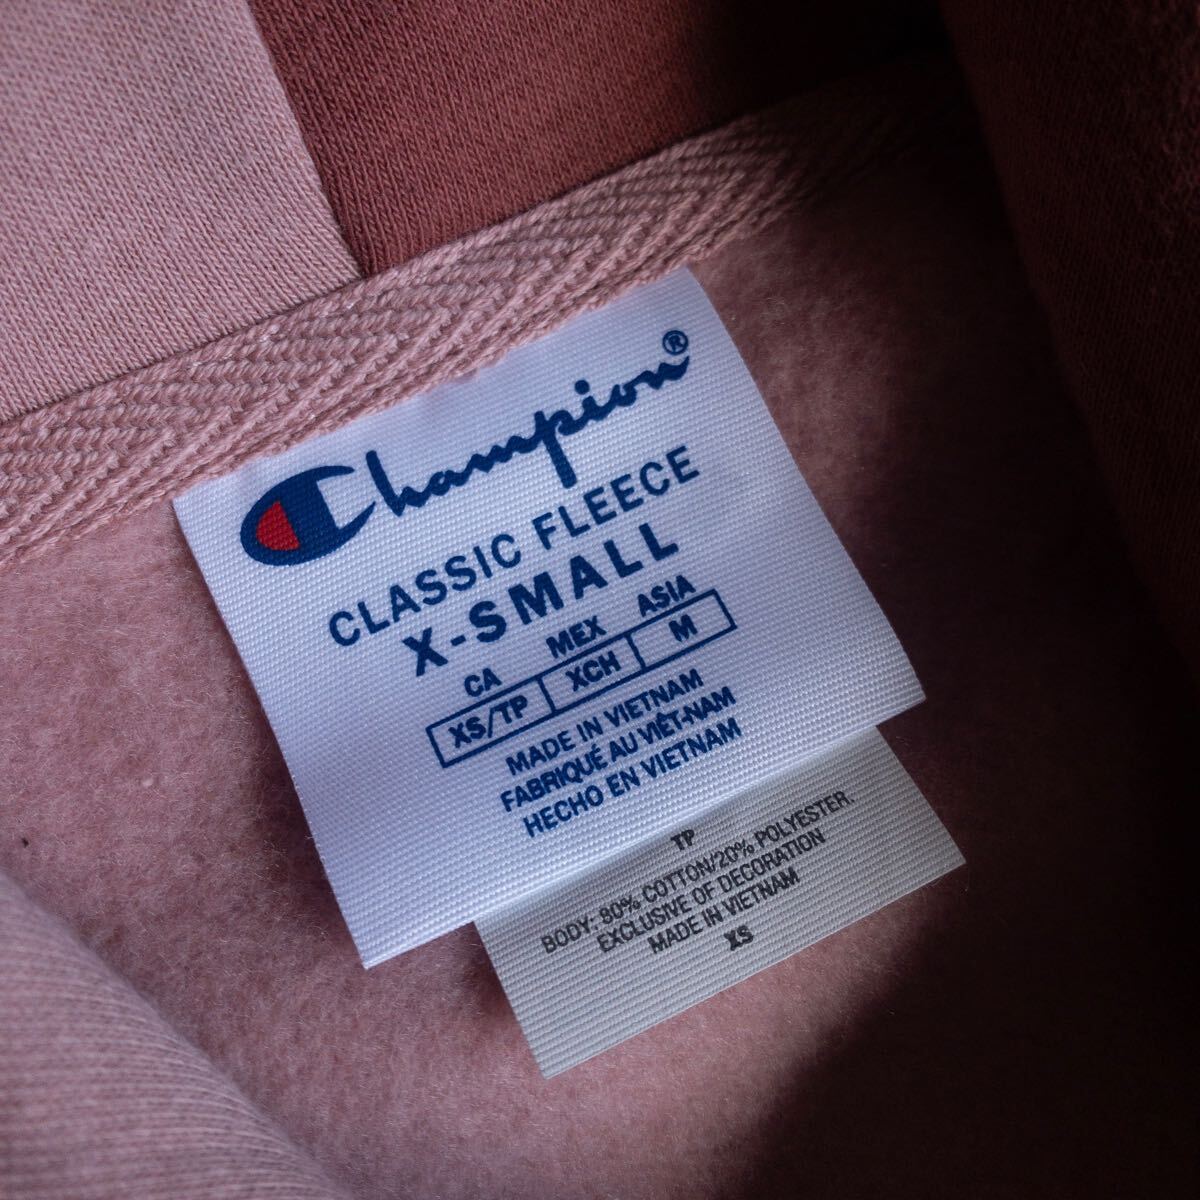 Champion®
CLASSIC FLEECE
X-SMALL
CA MEX ASIA
XS/TP XCH M
MADE IN VIETNAM
FABRIQUÉ AU VIÊT-NAM
HECHO EN VIETNAM
TP
BODY: 80% COTTON/20% POLYESTER.
EXCLUSIVE OF DECORATION
MADE IN VIETNAM
XS